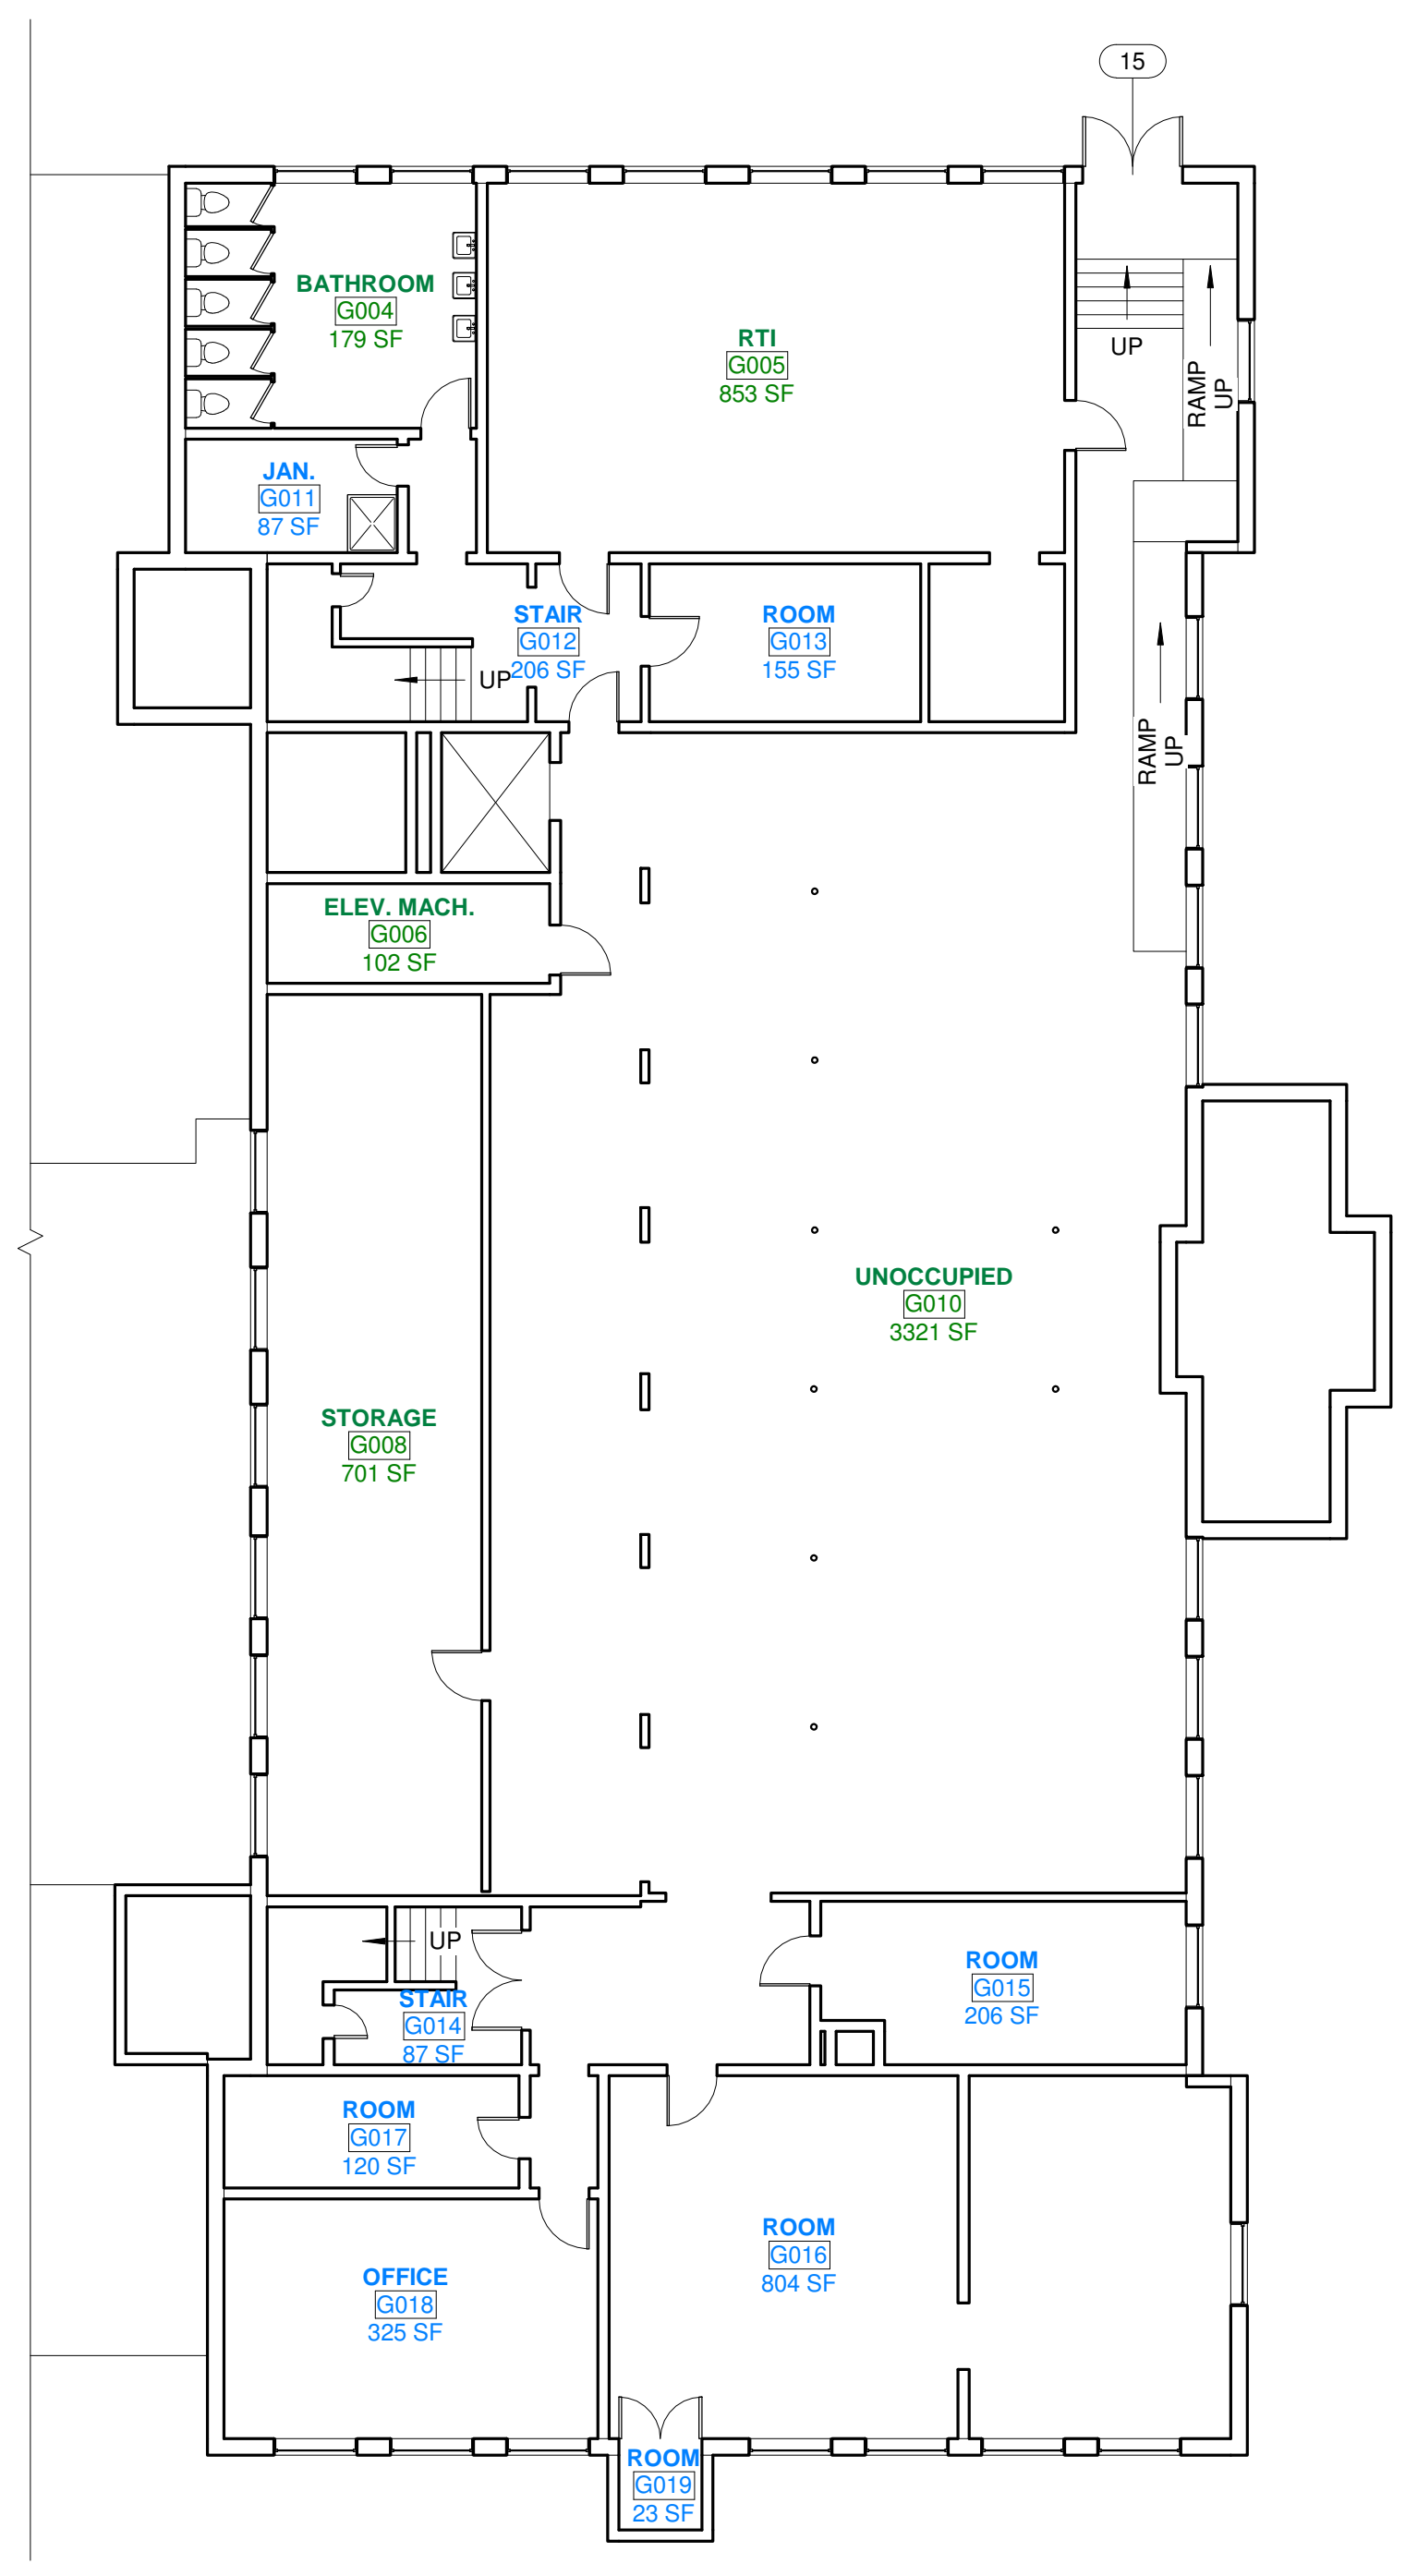 15
BATHROOM
G004
179 SF
RTI
G005
853 SF
UP
RAMP
UP
JAN.
G011
87 SF
STAIR
G012
206 SF
UP
ROOM
G013
155 SF
RAMP
UP
ELEV. MACH.
G006
102 SF
UNOCCUPIED
G010
3321 SF
STORAGE
G008
701 SF
UP
STAIR
G014
87 SF
ROOM
G015
206 SF
ROOM
G017
120 SF
ROOM
G016
804 SF
OFFICE
G018
325 SF
ROOM
G019
23 SF